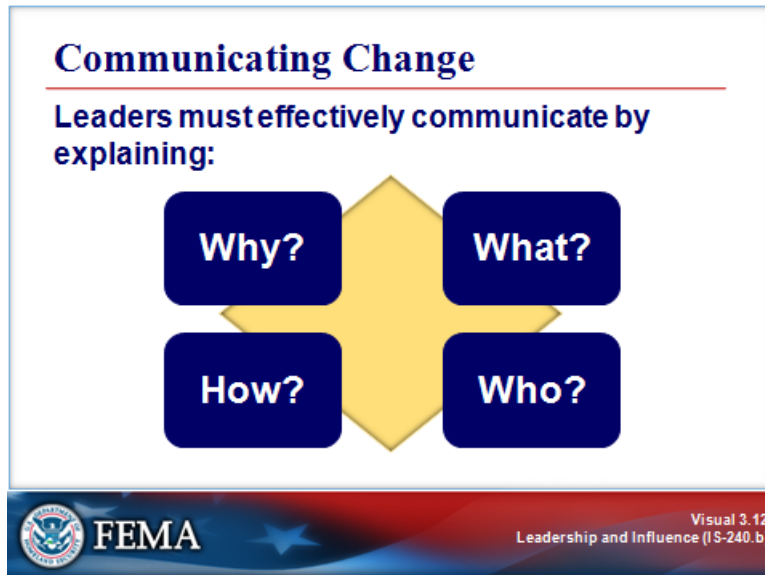 Communicating Change
Leaders must effectively communicate by
explaining:
Why?
What?
How?
Who?
FEMA
Visual 3.12
Leadership and Influence (IS-240.b